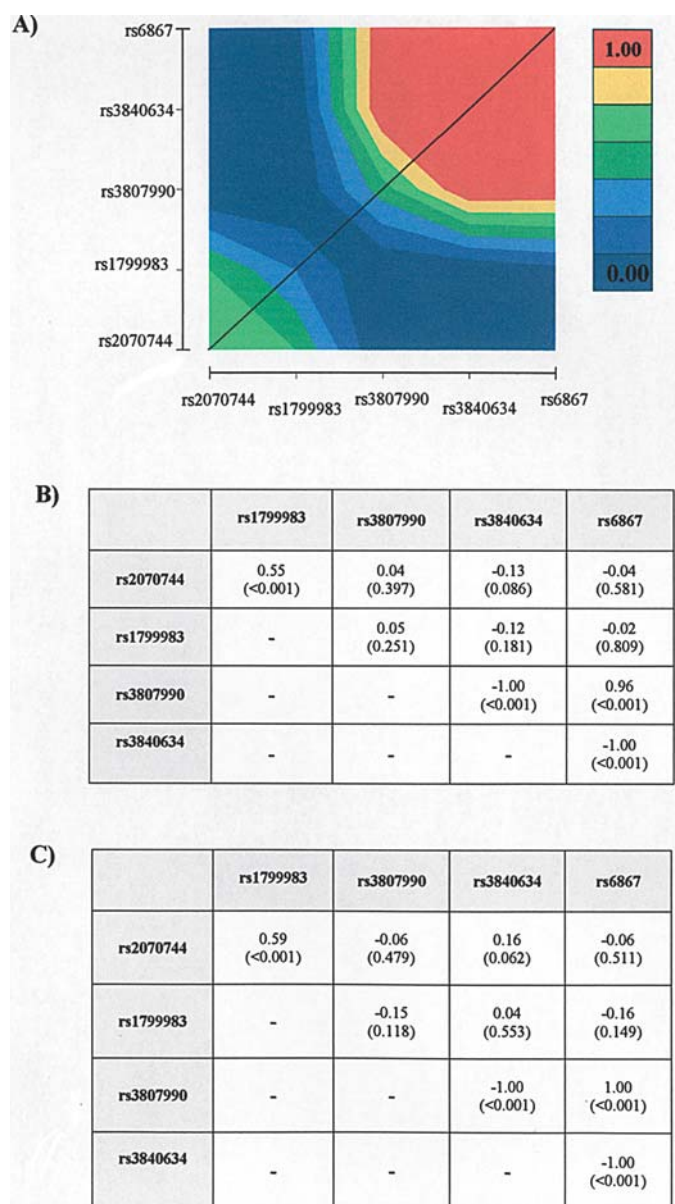 A)
rs6867
rs3840634
rs3807990
rs1799983
rs2070744
rs2070744 rs1799983 rs3807990 rs3840634 rs6867
1.00
0.00
B)
rs1799983 rs3807990 rs3840634 rs6867
rs2070744 0.55 0.04 -0.13 -0.04
(<0.001) (0.397) (0.086) (0.581)
rs1799983 - 0.05 -0.12 -0.02
(0.251) (0.181) (0.809)
rs3807990 - - -1.00 0.96
(<0.001) (<0.001)
rs3840634 - - - -1.00
(<0.001)
C)
rs1799983 rs3807990 rs3840634 rs6867
rs2070744 0.59 -0.06 0.16 -0.06
(<0.001) (0.479) (0.062) (0.511)
rs1799983 - -0.15 0.04 -0.16
(0.118) (0.553) (0.149)
rs3807990 - - -1.00 1.00
(<0.001) (<0.001)
rs3840634 - - - -1.00
(<0.001)